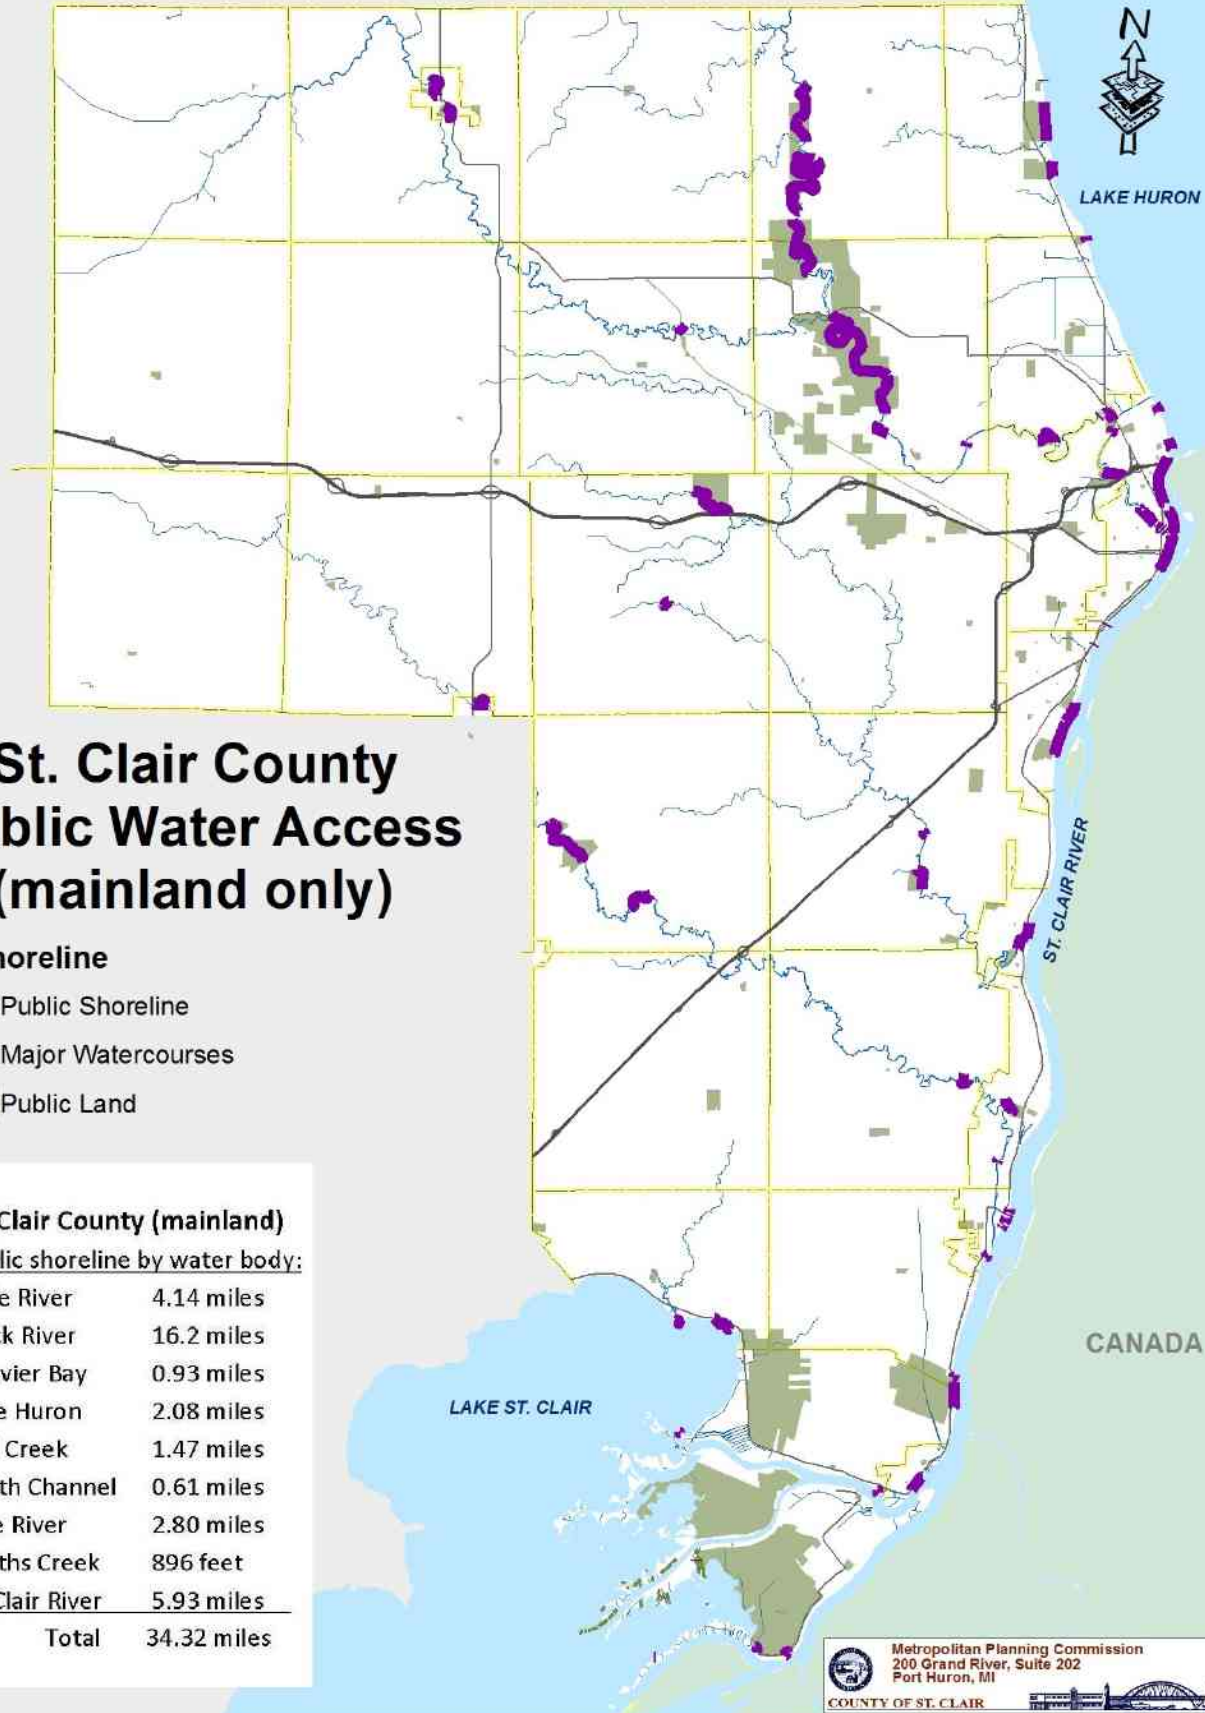 N
LAKE HURON
St. Clair County
blic Water Access
(mainland only)
horeline
Public Shoreline
Major Watercourses
Public Land
Clair County (mainland)
lic shoreline by water body:
e River 4.14 miles
k River 16.2 miles
vier Bay 0.93 miles
e Huron 2.08 miles
Creek 1.47 miles
th Channel 0.61 miles
e River 2.80 miles
ths Creek 896 feet
Clair River 5.93 miles
Total 34.32 miles
ST. CLAIR RIVER
CANADA
LAKE ST. CLAIR
Metropolitan Planning Commission
200 Grand River, Suite 202
Port Huron, MI
COUNTY OF ST. CLAIR